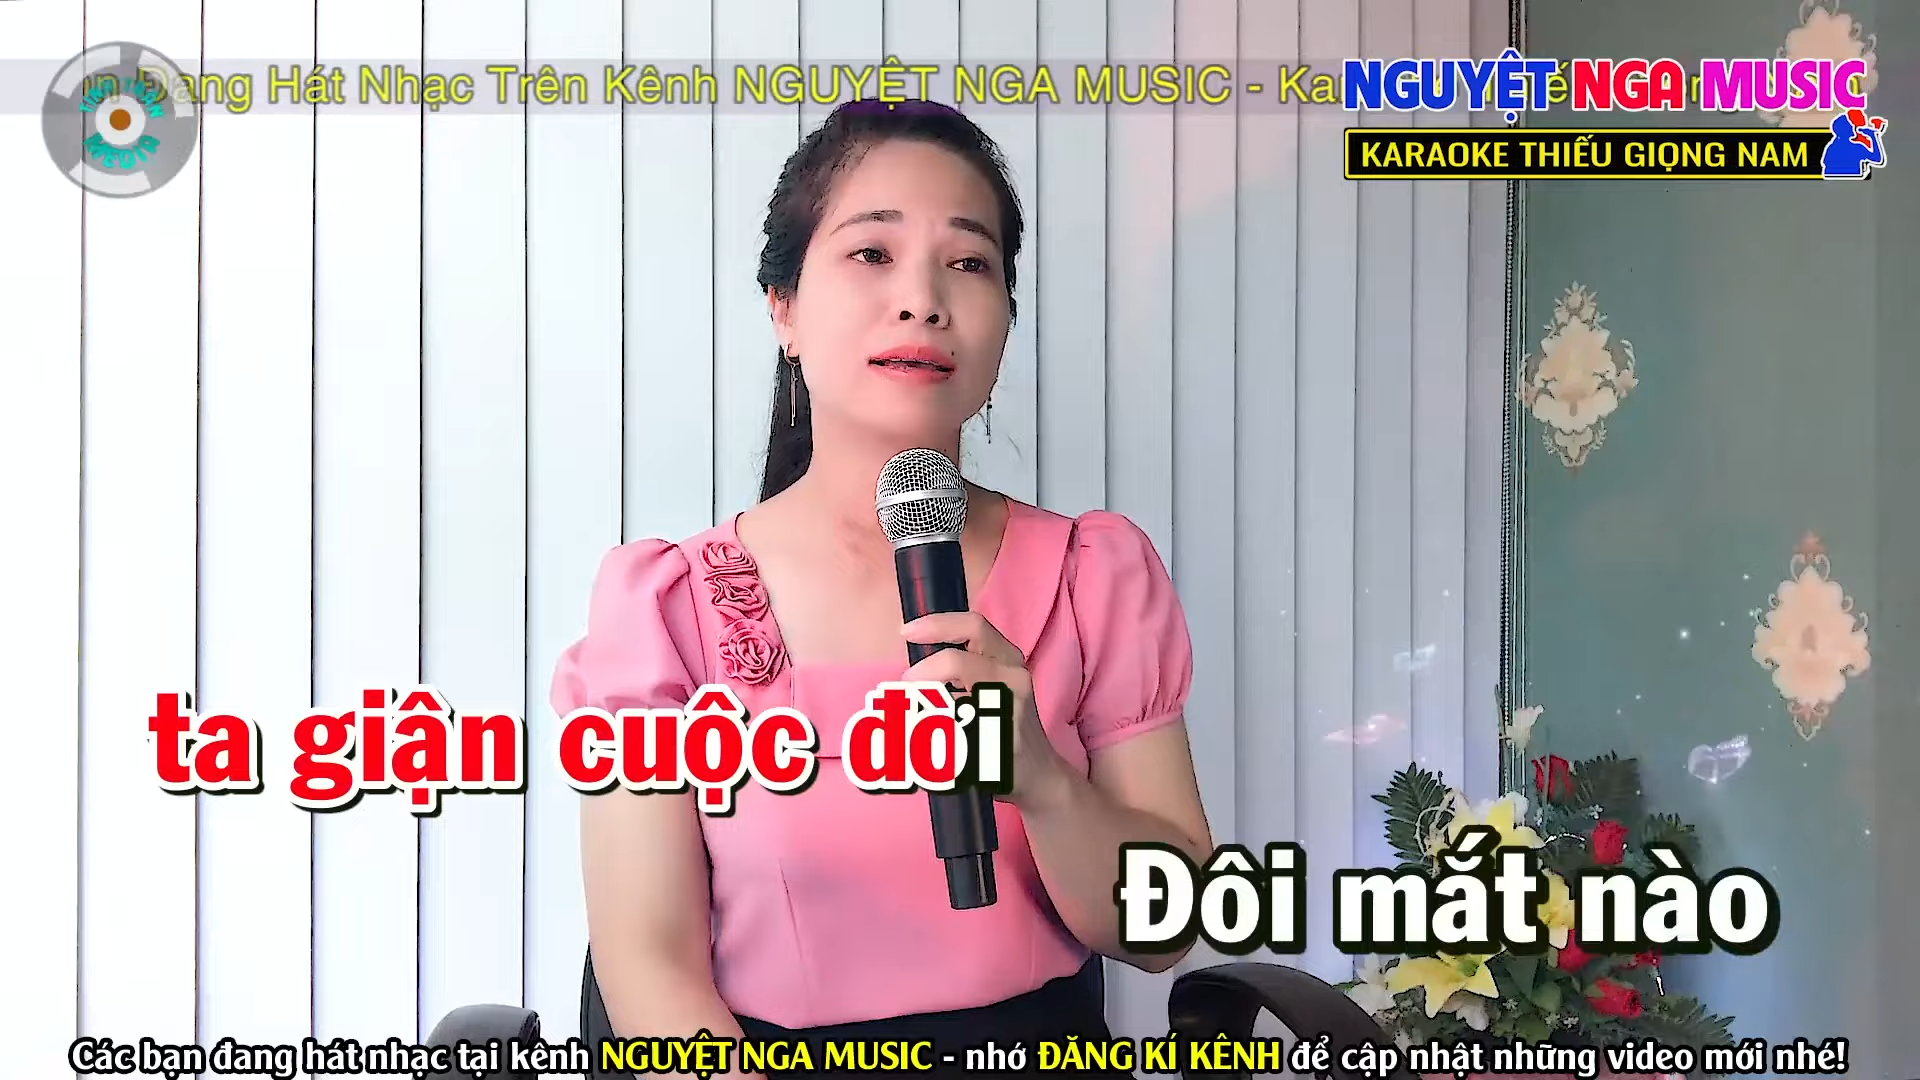 Đang Hát Nhạc Trên Kênh NGUYỆT NGA MUSIC -
NGUYỆT NGA MUSIC
KARAOKE THIẾU GIỌNG NAM
MEDIA
ta giận cuộc đời
Đôi mắt nào
Các bạn đang hát nhạc tại kênh NGUYỆT NGA MUSIC - nhớ ĐĂNG KÍ KÊNH để cập nhật những video mới nhé!